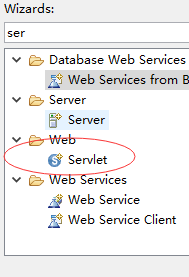 Wizards:
ser
Database Web Services
Web Services from B
Server
Server
Web
Servlet
Web Services
Web Service
Web Service Client